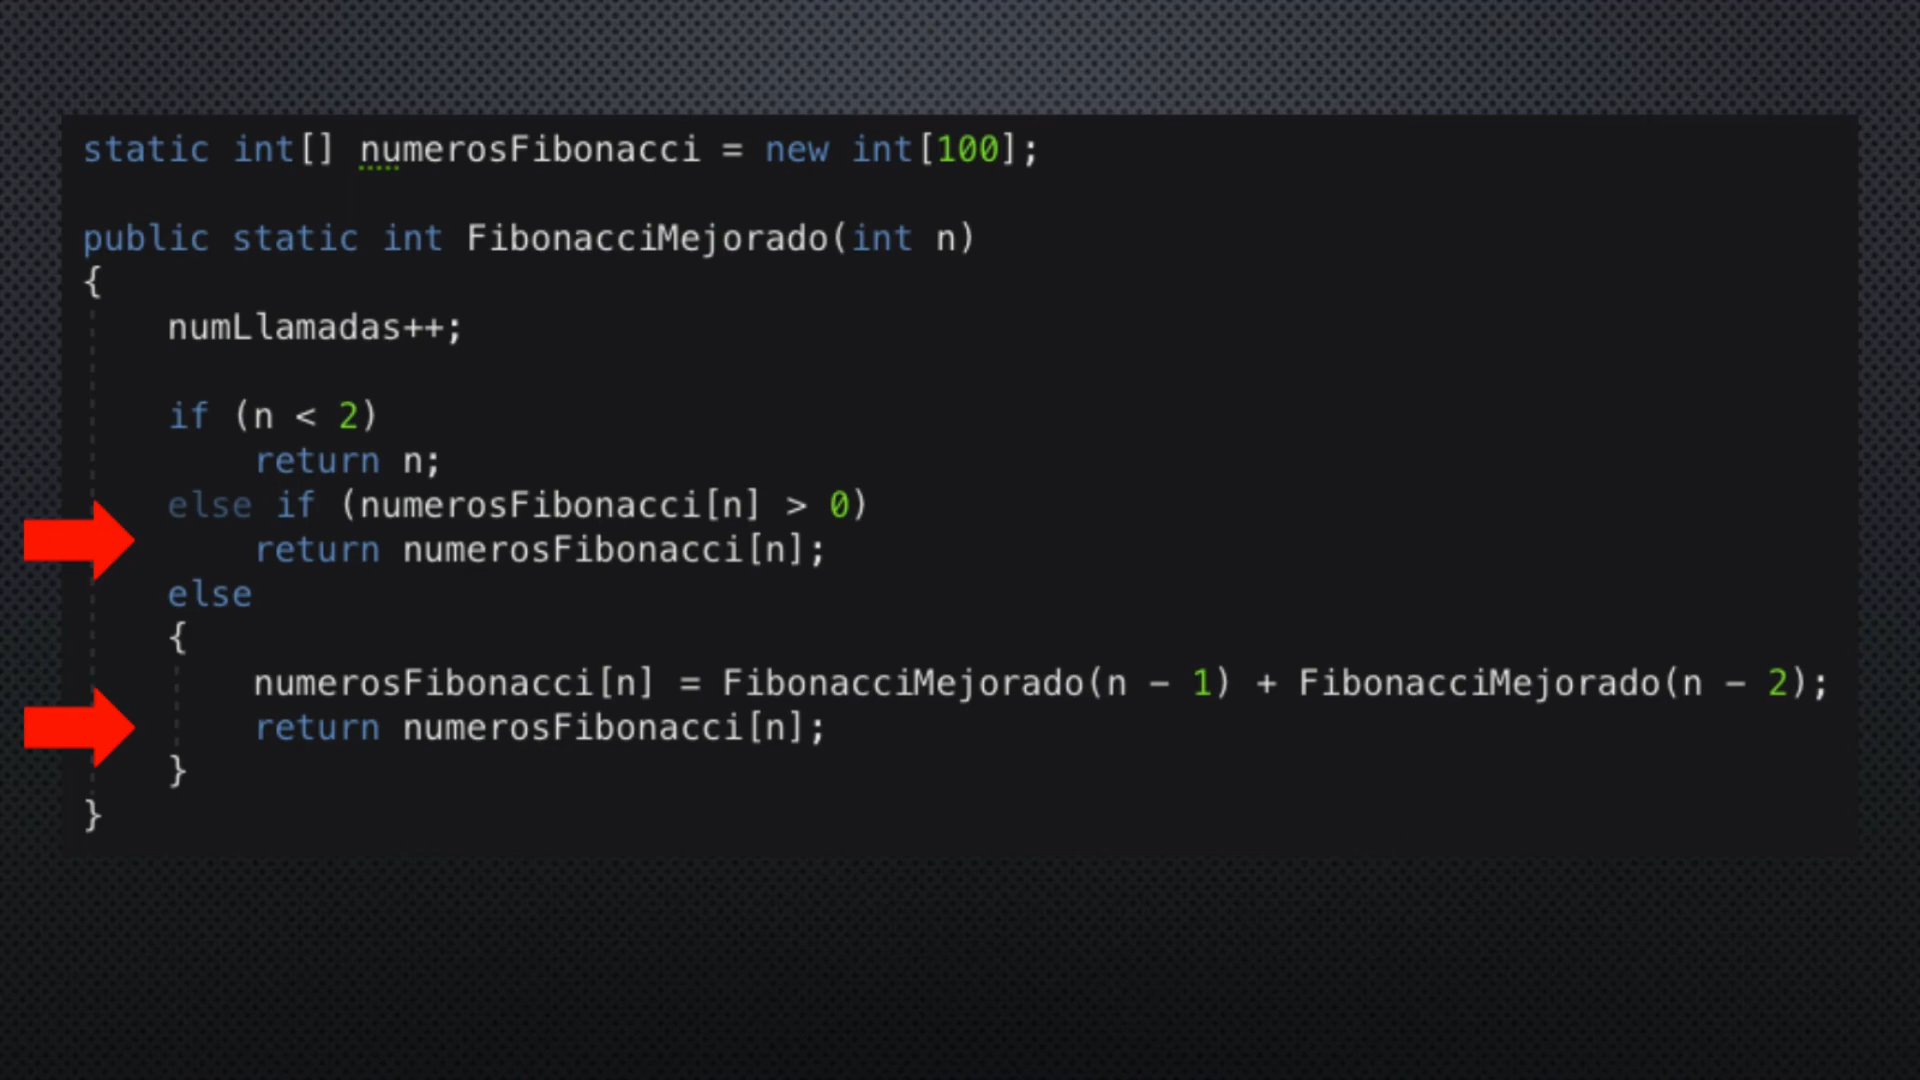 static int[] numerosFibonacci = new int[100];
public static int FibonacciMejorado(int n)
{
numLlamadas++;
if (n < 2)
return n;
else if (numerosFibonacci[n] > 0)
return numerosFibonacci[n];
else
{
numerosFibonacci[n] = FibonacciMejorado(n - 1) + FibonacciMejorado(n - 2);
return numerosFibonacci[n];
}
}